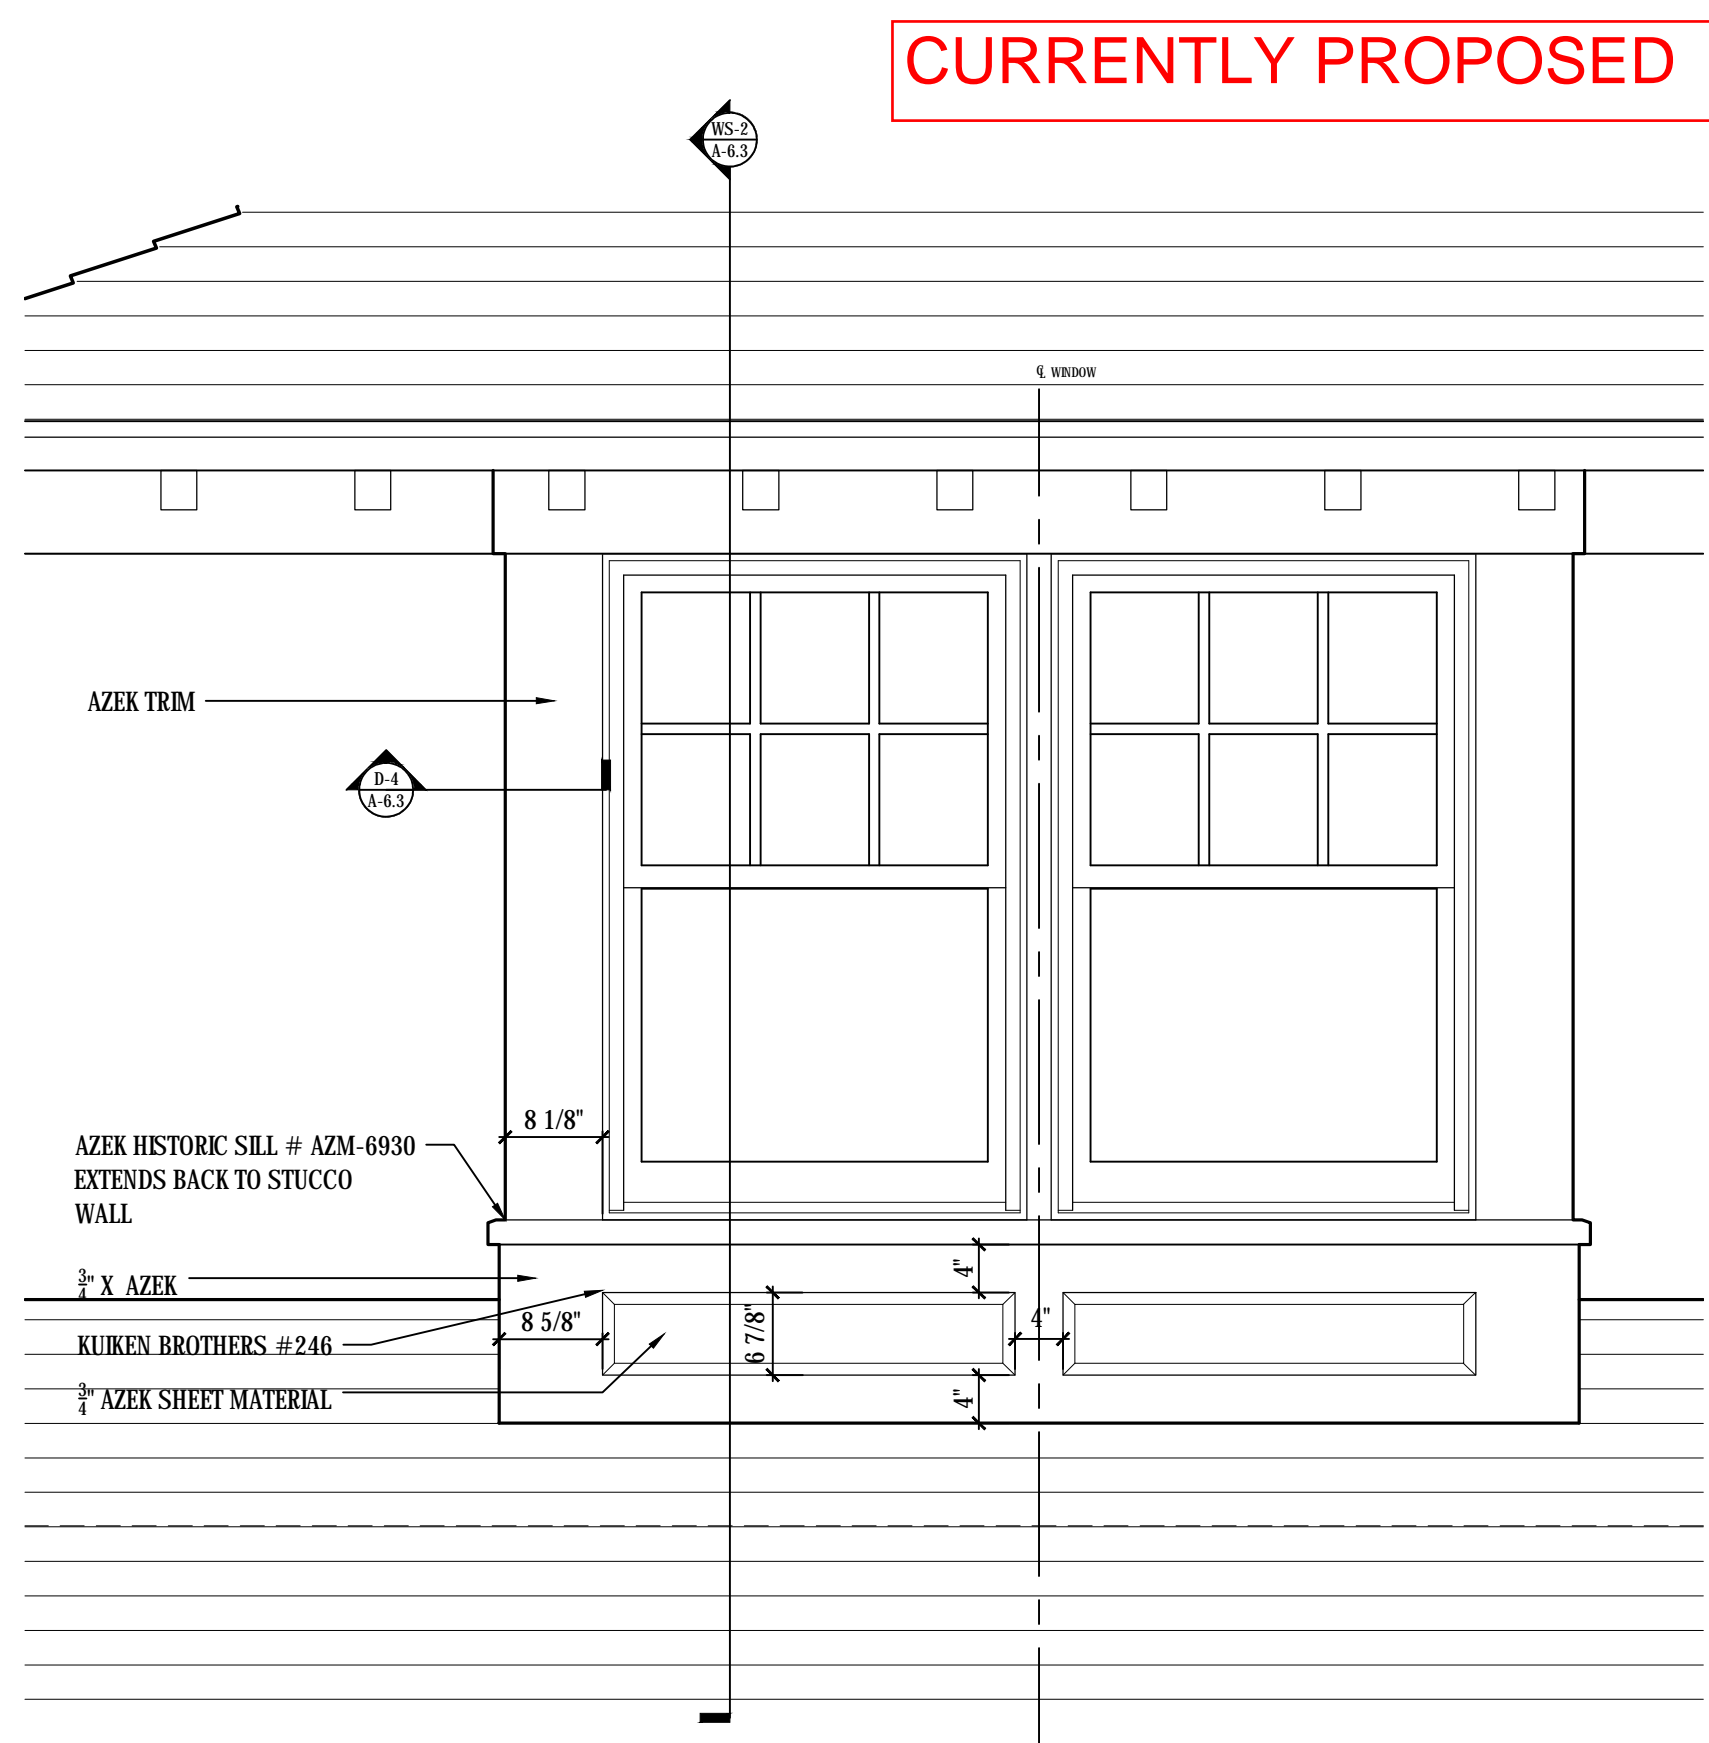 CURRENTLY PROPOSED
WS-2
A-6.3
℄ WINDOW
AZEK TRIM
D-4
A-6.3
8 1/8"
AZEK HISTORIC SILL # AZM-6930
EXTENDS BACK TO STUCCO
WALL
4"
3/4" X AZEK
8 5/8"
6 7/8"
4"
KUIKEN BROTHERS #246
3/4" AZEK SHEET MATERIAL
4"